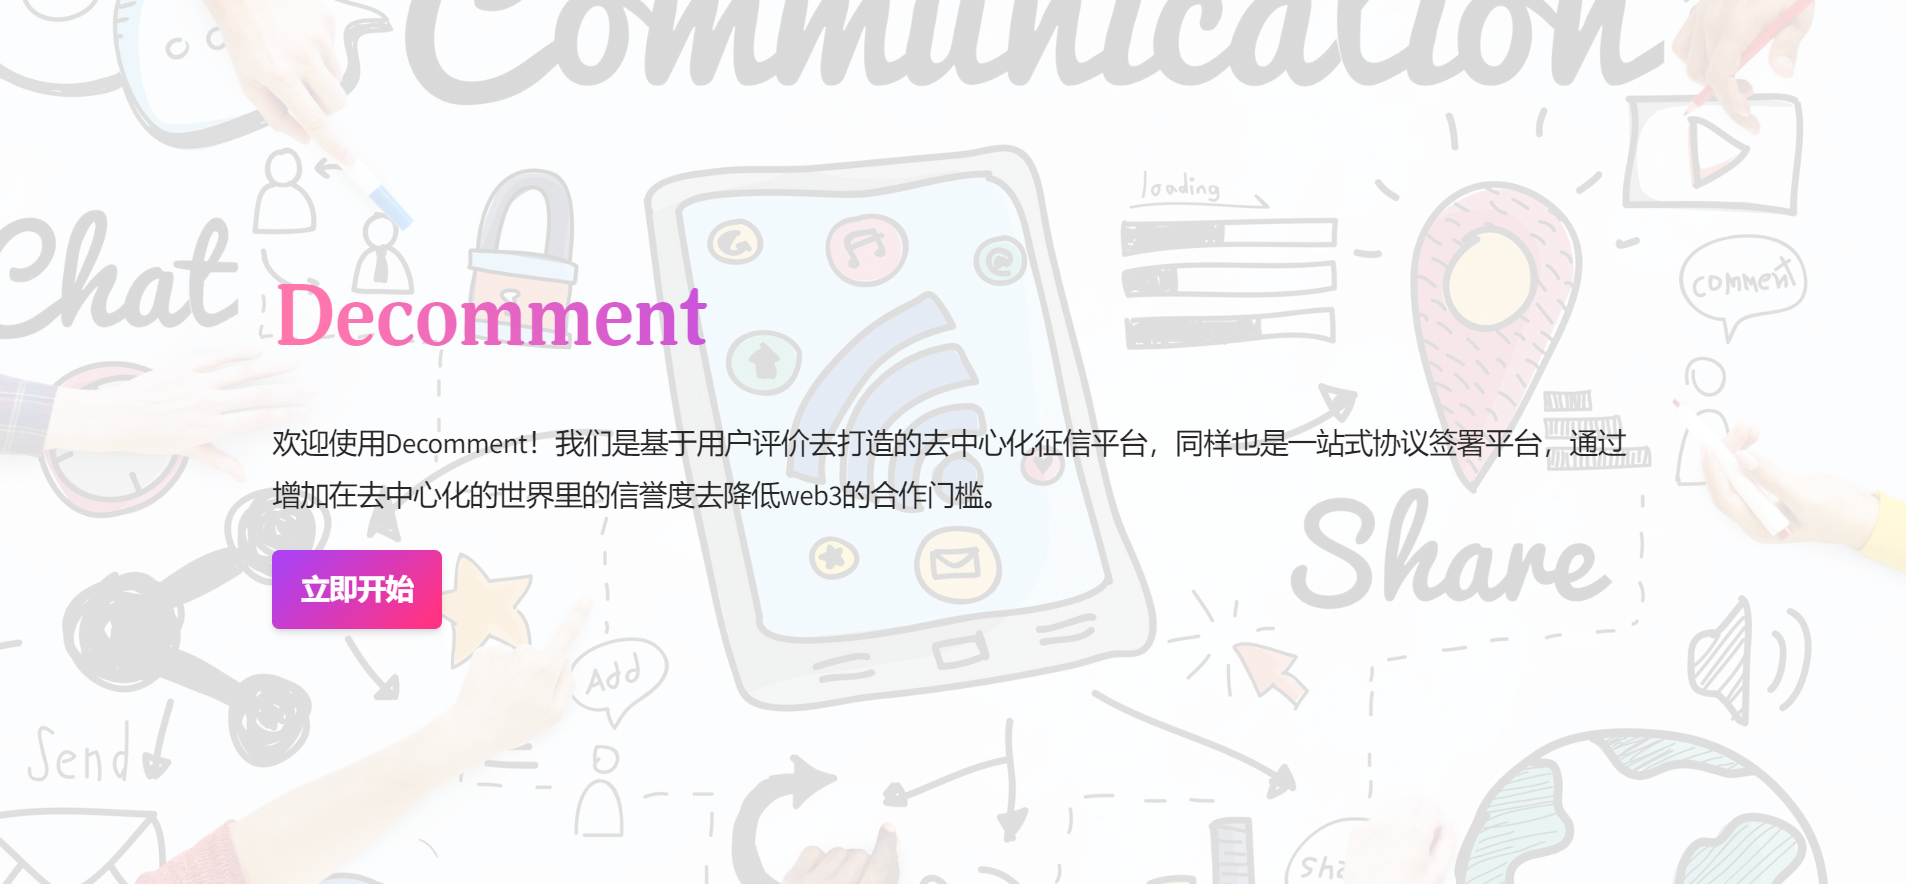 Communication
loading
Chat
comment
Decomment
欢迎使用Decomment！我们是基于用户评价去打造的去中心化征信平台，同样也是一站式协议签署平台，通过
增加在去中心化的世界里的信誉度去降低web3的合作门槛。
Share
立即开始
Add
Send